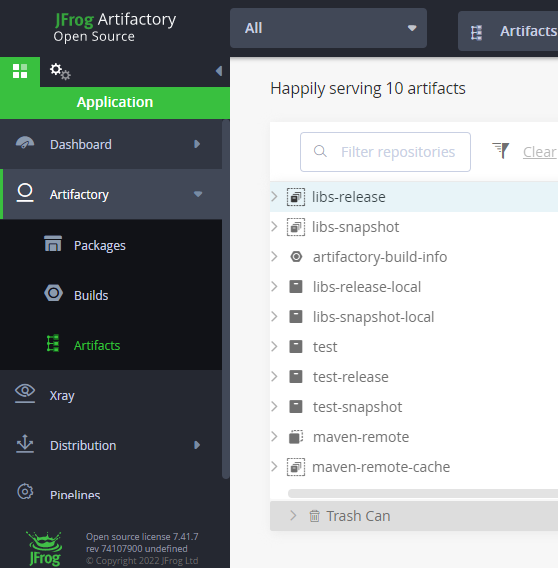 JFrog Artifactory
Open Source
All
Artifacts
Application
Happily serving 10 artifacts
Dashboard
Filter repositories
Clear
Artifactory
libs-release
libs-snapshot
Packages
artifactory-build-info
Builds
libs-release-local
libs-snapshot-local
Artifacts
test
test-release
Xray
test-snapshot
Distribution
maven-remote
maven-remote-cache
Pipelines
Trash Can
JFrog
Open source license 7.41.7
rev 74107900 undefined
© Copyright 2022 JFrog Ltd